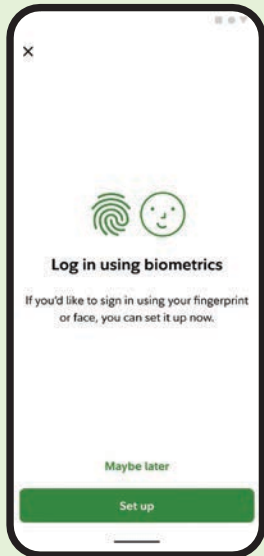 Log in using biometrics
If you'd like to sign in using your fingerprint
or face, you can set it up now.
Maybe later
Set up